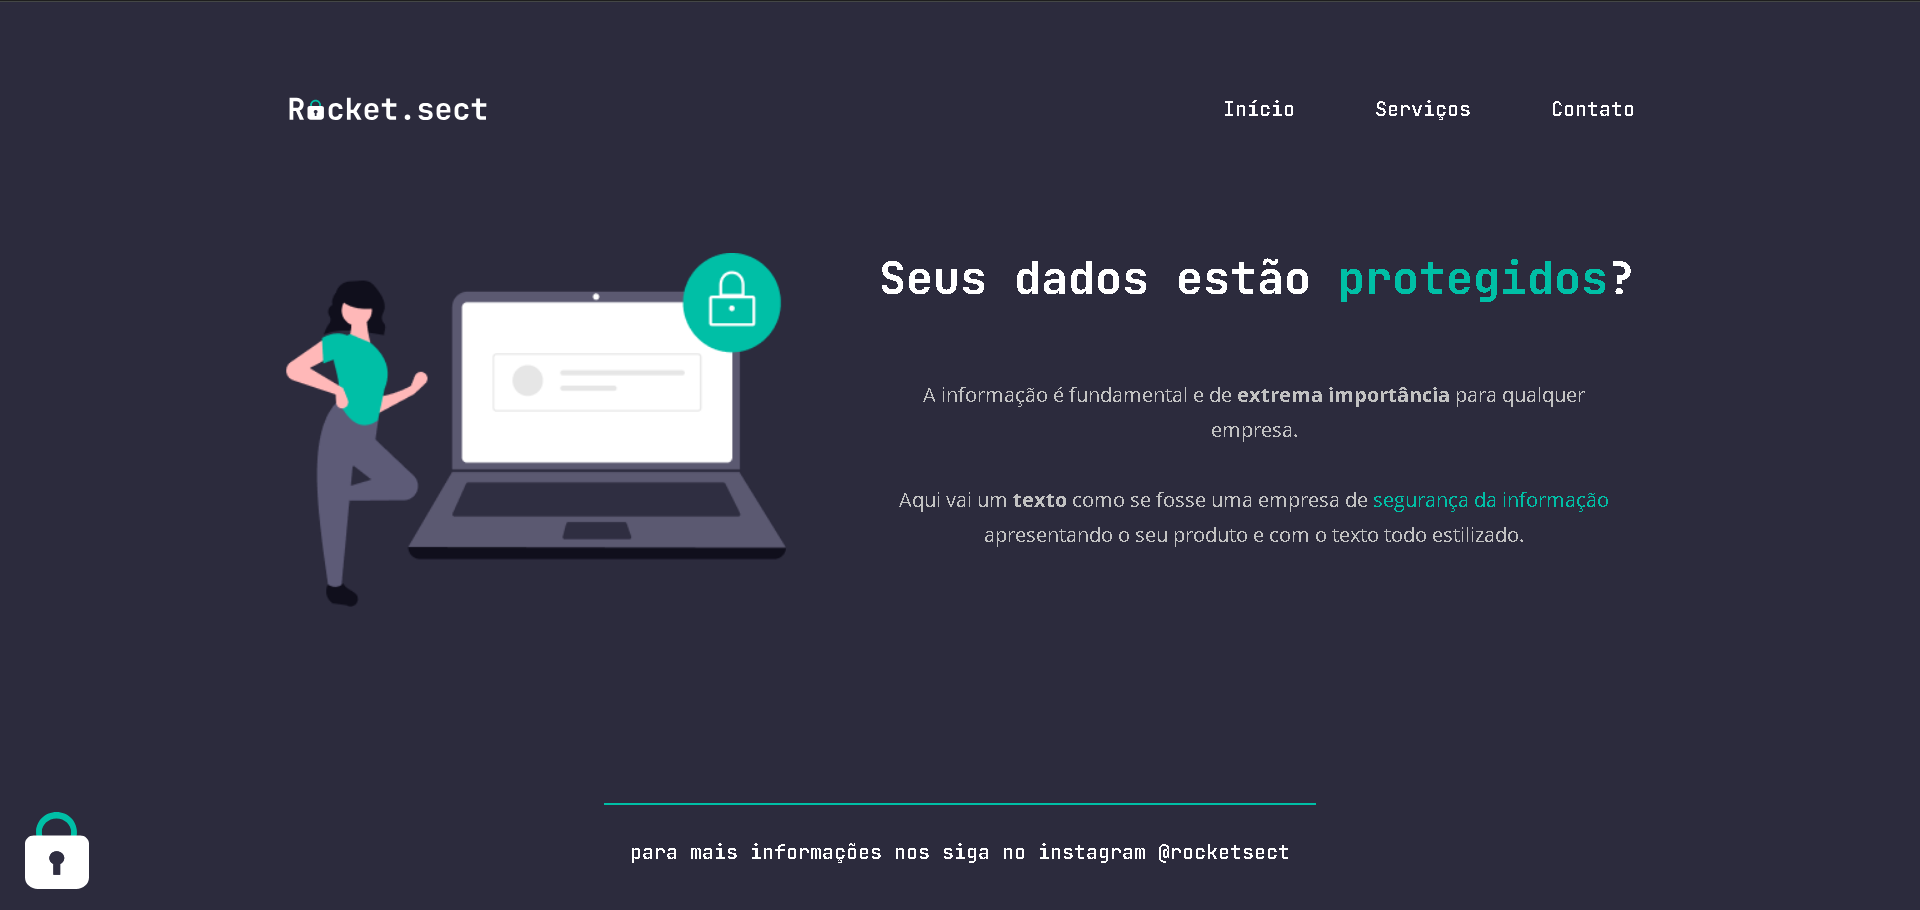 Rocket.sect
Início Serviços Contato
Seus dados estão protegidos?
A informação é fundamental e de extrema importância para qualquer
empresa.
Aqui vai um texto como se fosse uma empresa de segurança da informação
apresentando o seu produto e com o texto todo estilizado.
para mais informações nos siga no instagram @rocketsect